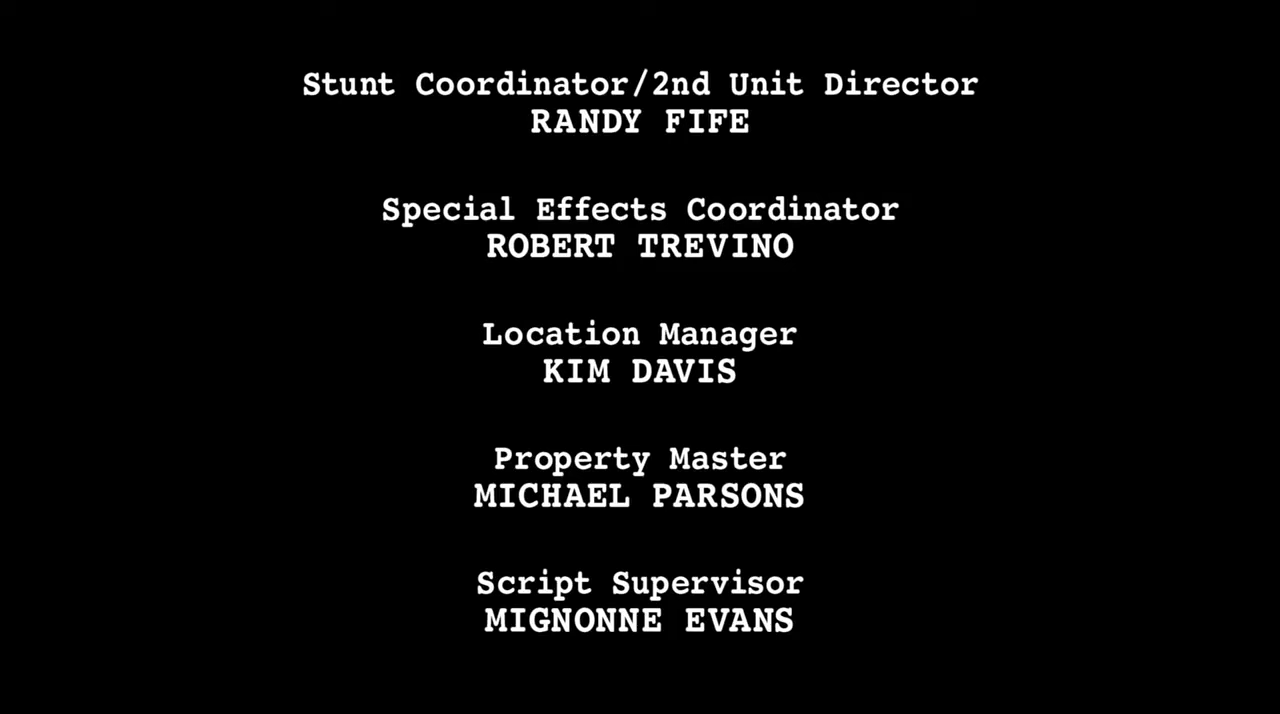 Stunt Coordinator/2nd Unit Director
RANDY FIFE
Special Effects Coordinator
ROBERT TREVINO
Location Manager
KIM DAVIS
Property Master
MICHAEL PARSONS
Script Supervisor
MIGNONNE EVANS